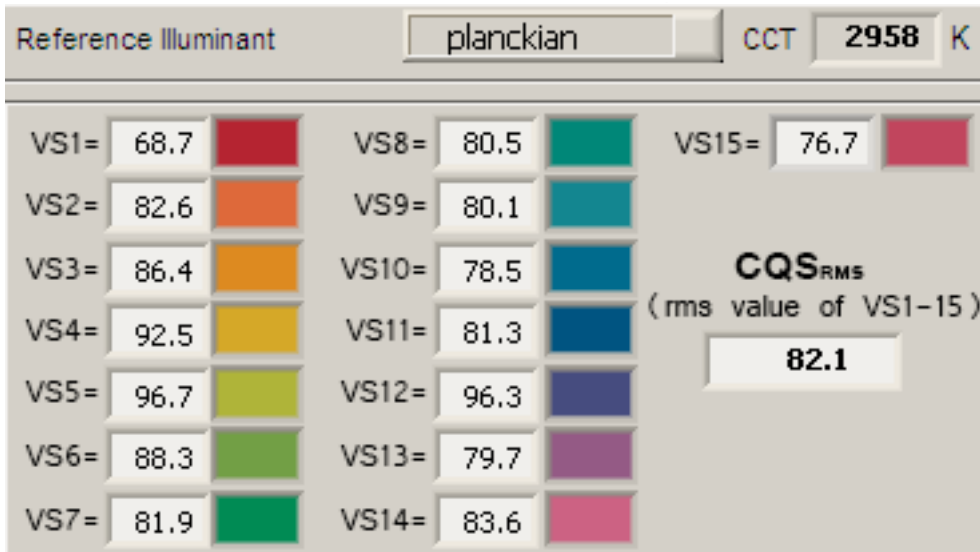 Reference Illuminant planckian CCT 2958 K
VS1= 68.7 VS8= 80.5 VS15= 76.7
VS2= 82.6 VS9= 80.1
VS3= 86.4 VS10= 78.5 CQSRMS
VS4= 92.5 VS11= 81.3 (rms value of VS1-15)
VS5= 96.7 VS12= 96.3 82.1
VS6= 88.3 VS13= 79.7
VS7= 81.9 VS14= 83.6